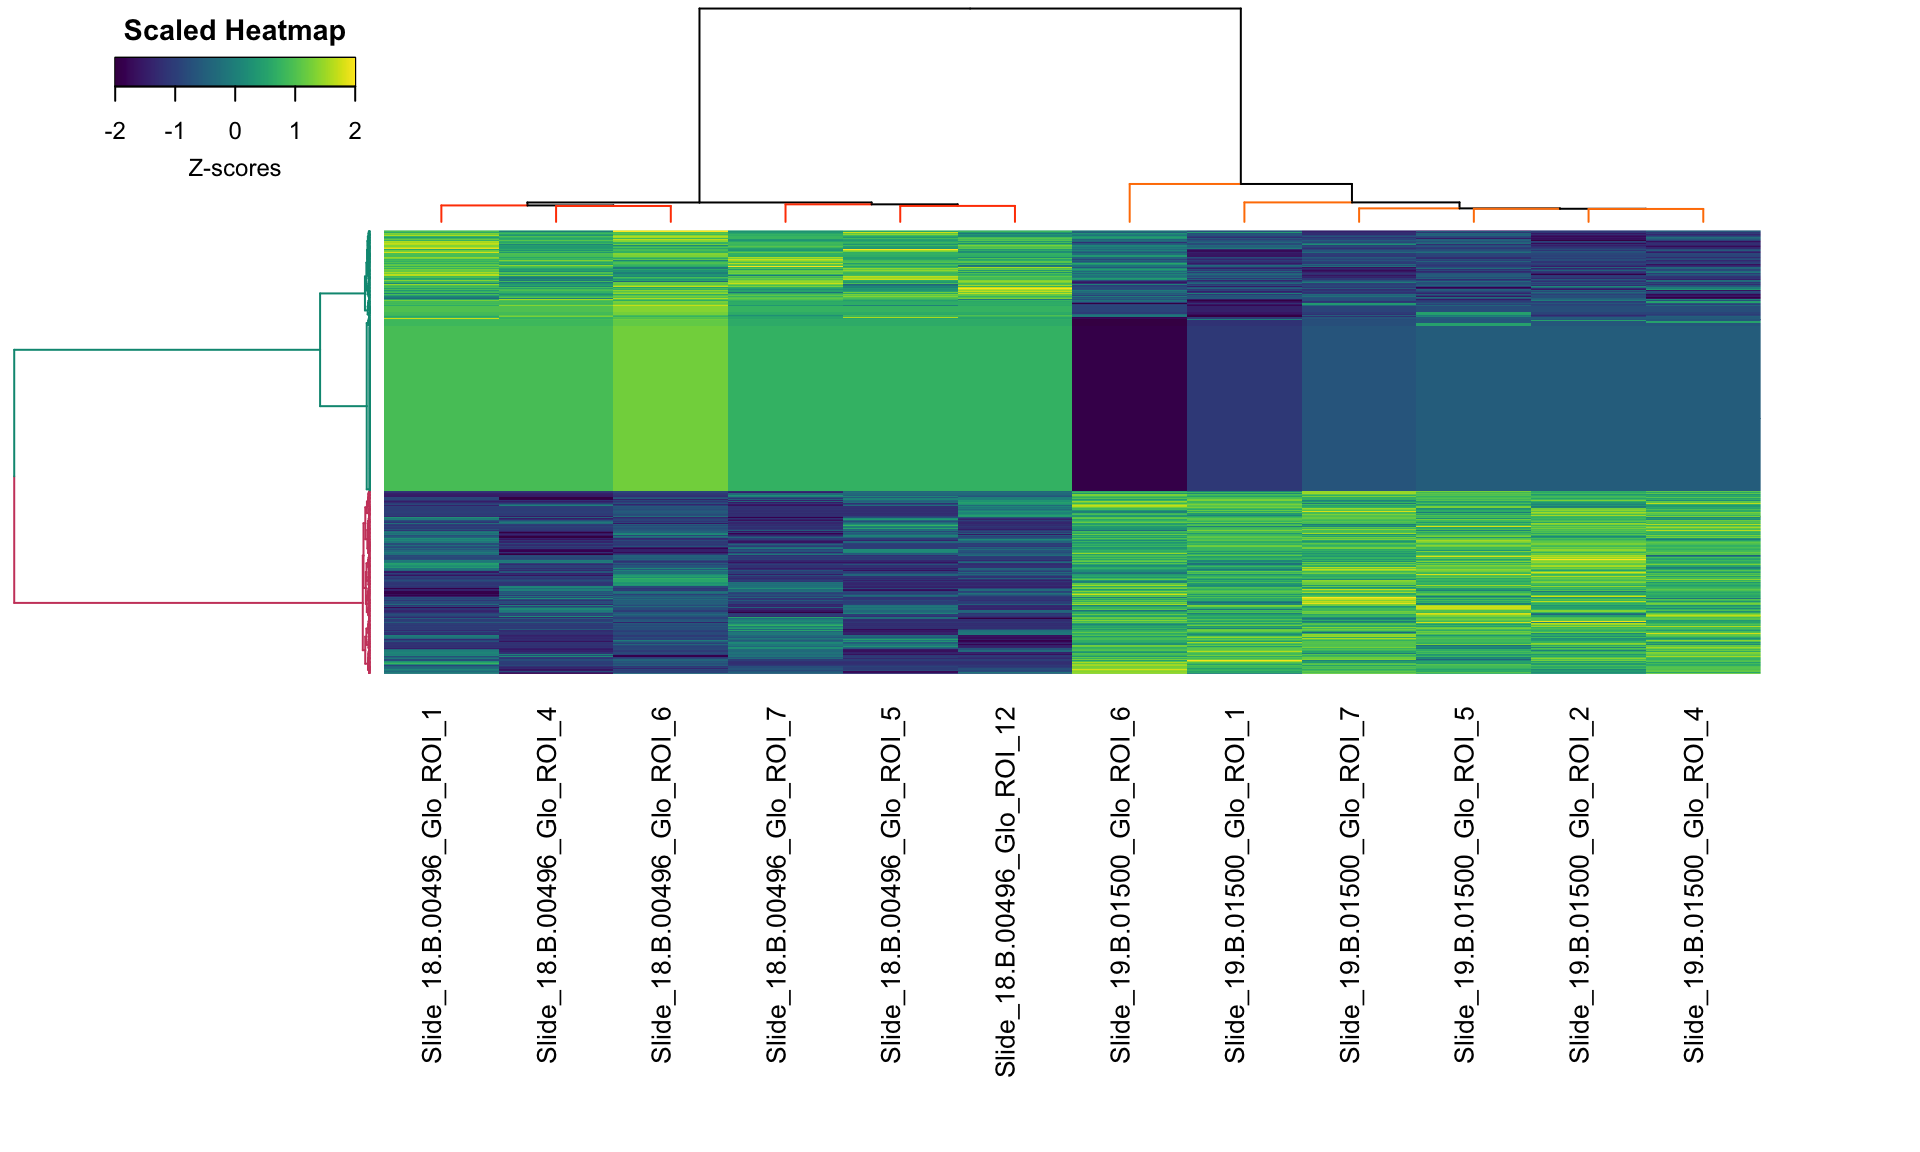 Scaled Heatmap
-2 -1 0 1 2
Z-scores
Slide_18.B.00496_Glo_ROI_1
Slide_18.B.00496_Glo_ROI_4
Slide_18.B.00496_Glo_ROI_6
Slide_18.B.00496_Glo_ROI_7
Slide_18.B.00496_Glo_ROI_5
Slide_18.B.00496_Glo_ROI_12
Slide_19.B.01500_Glo_ROI_6
Slide_19.B.01500_Glo_ROI_1
Slide_19.B.01500_Glo_ROI_7
Slide_19.B.01500_Glo_ROI_5
Slide_19.B.01500_Glo_ROI_2
Slide_19.B.01500_Glo_ROI_4